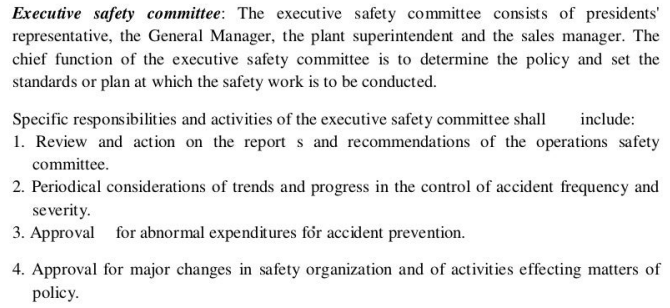 Executive safety committee: The executive safety committee consists of presidents'
representative, the General Manager, the plant superintendent and the sales manager. The
chief function of the executive safety committee is to determine the policy and set the
standards or plan at which the safety work is to be conducted.
Specific responsibilities and activities of the executive safety committee shall include:
1. Review and action on the report s and recommendations of the operations safety
committee.
2. Periodical considerations of trends and progress in the control of accident frequency and
severity.
3. Approval for abnormal expenditures főr accident prevention.
4. Approval for major changes in safety organization and of activities effecting matters of
policy.